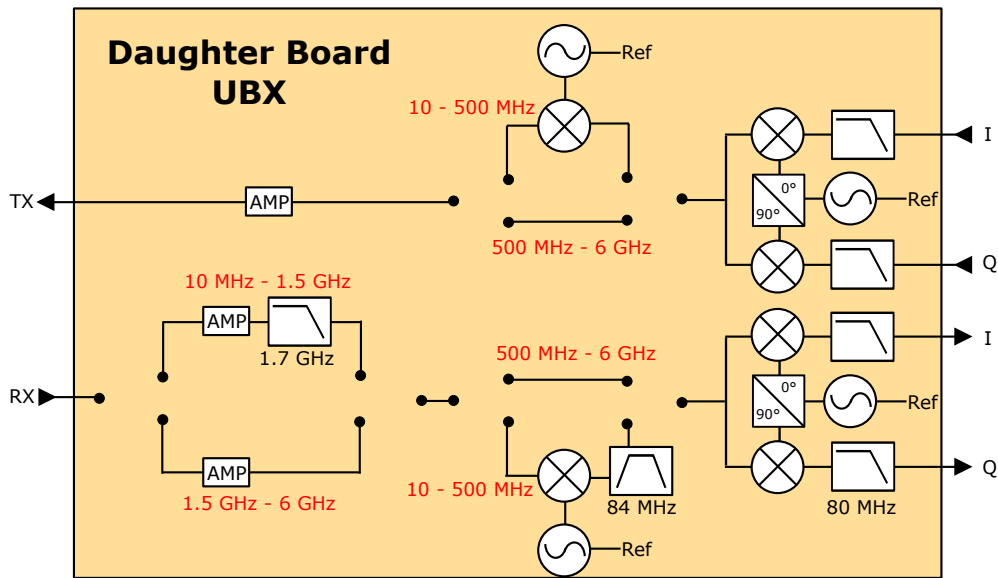 Daughter Board
UBX
Ref
10 - 500 MHz
I
TX
AMP
0°
90°
Ref
500 MHz - 6 GHz
Q
10 MHz - 1.5 GHz
AMP
1.7 GHz
500 MHz - 6 GHz
I
RX
0°
90°
Ref
AMP
1.5 GHz - 6 GHz
10 - 500 MHz
84 MHz
80 MHz
Q
Ref